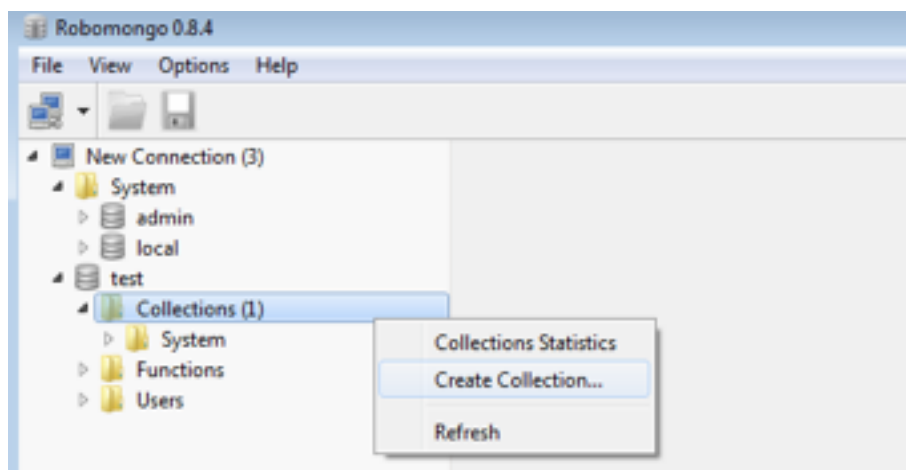 Robomongo 0.8.4
File View Options Help
New Connection (3)
System
admin
local
test
Collections (1)
System
Functions
Users
Collections Statistics
Create Collection...
Refresh